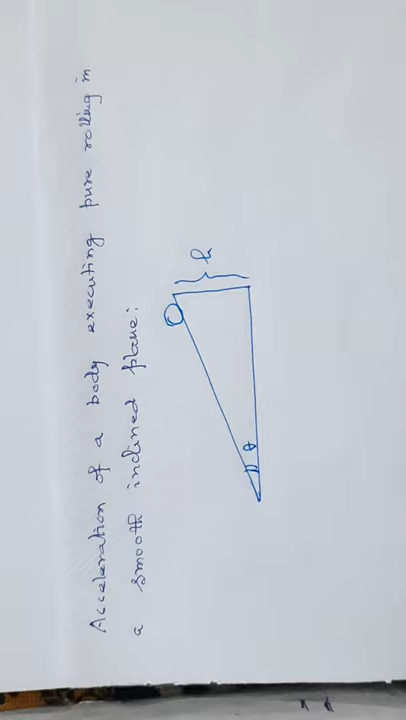 Acceleration of a body executing pure rolling in
a smooth inclined plane:
h
θ